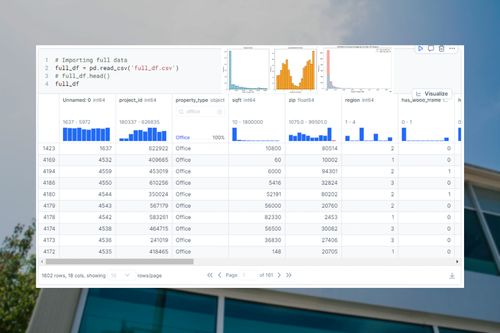 1 # Importing full data
2 full_df = pd.read_csv('full_df.csv')
3 # full_df.head()
4 full_df
Visualize
Unnamed: 0 int64 project_id int64 property_type object sqft int64 zip float64 region int64 has_wood_frame
office
1637 - 5972 180337 - 626835 Office 100% 10 - 1800000 1075.0 - 99501.0 1 - 4 0 - 1
1423 1637 622922 Office 10800 80514 2 0
4169 4532 409665 Office 60 10002 1 0
4194 4559 453019 Office 6000 94301 2 1
4186 4550 610256 Office 5416 32824 3 0
4180 4544 350024 Office 52191 80202 2 1
4179 4543 567179 Office 56000 20760 2 0
4178 4542 583261 Office 82330 2453 1 0
4174 4538 464715 Office 56500 30082 3 0
4173 4536 241019 Office 36830 27406 3 0
4172 4535 418465 Office 148 20705 1 0
1602 rows, 18 cols, showing rows/page Page of 161